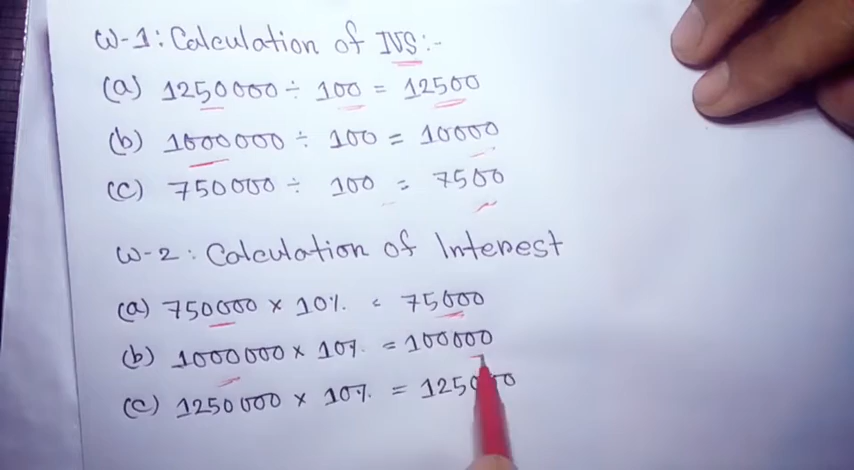 W-1: Calculation of IVS:-
(a) 1250000 ÷ 100 = 12500
(b) 1000000 ÷ 100 = 10000
(c) 750000 ÷ 100 = 7500
W-2: Calculation of Interest
(a) 750000 × 10% = 75000
(b) 1000000 × 10% = 100000
(c) 1250000 × 10% =